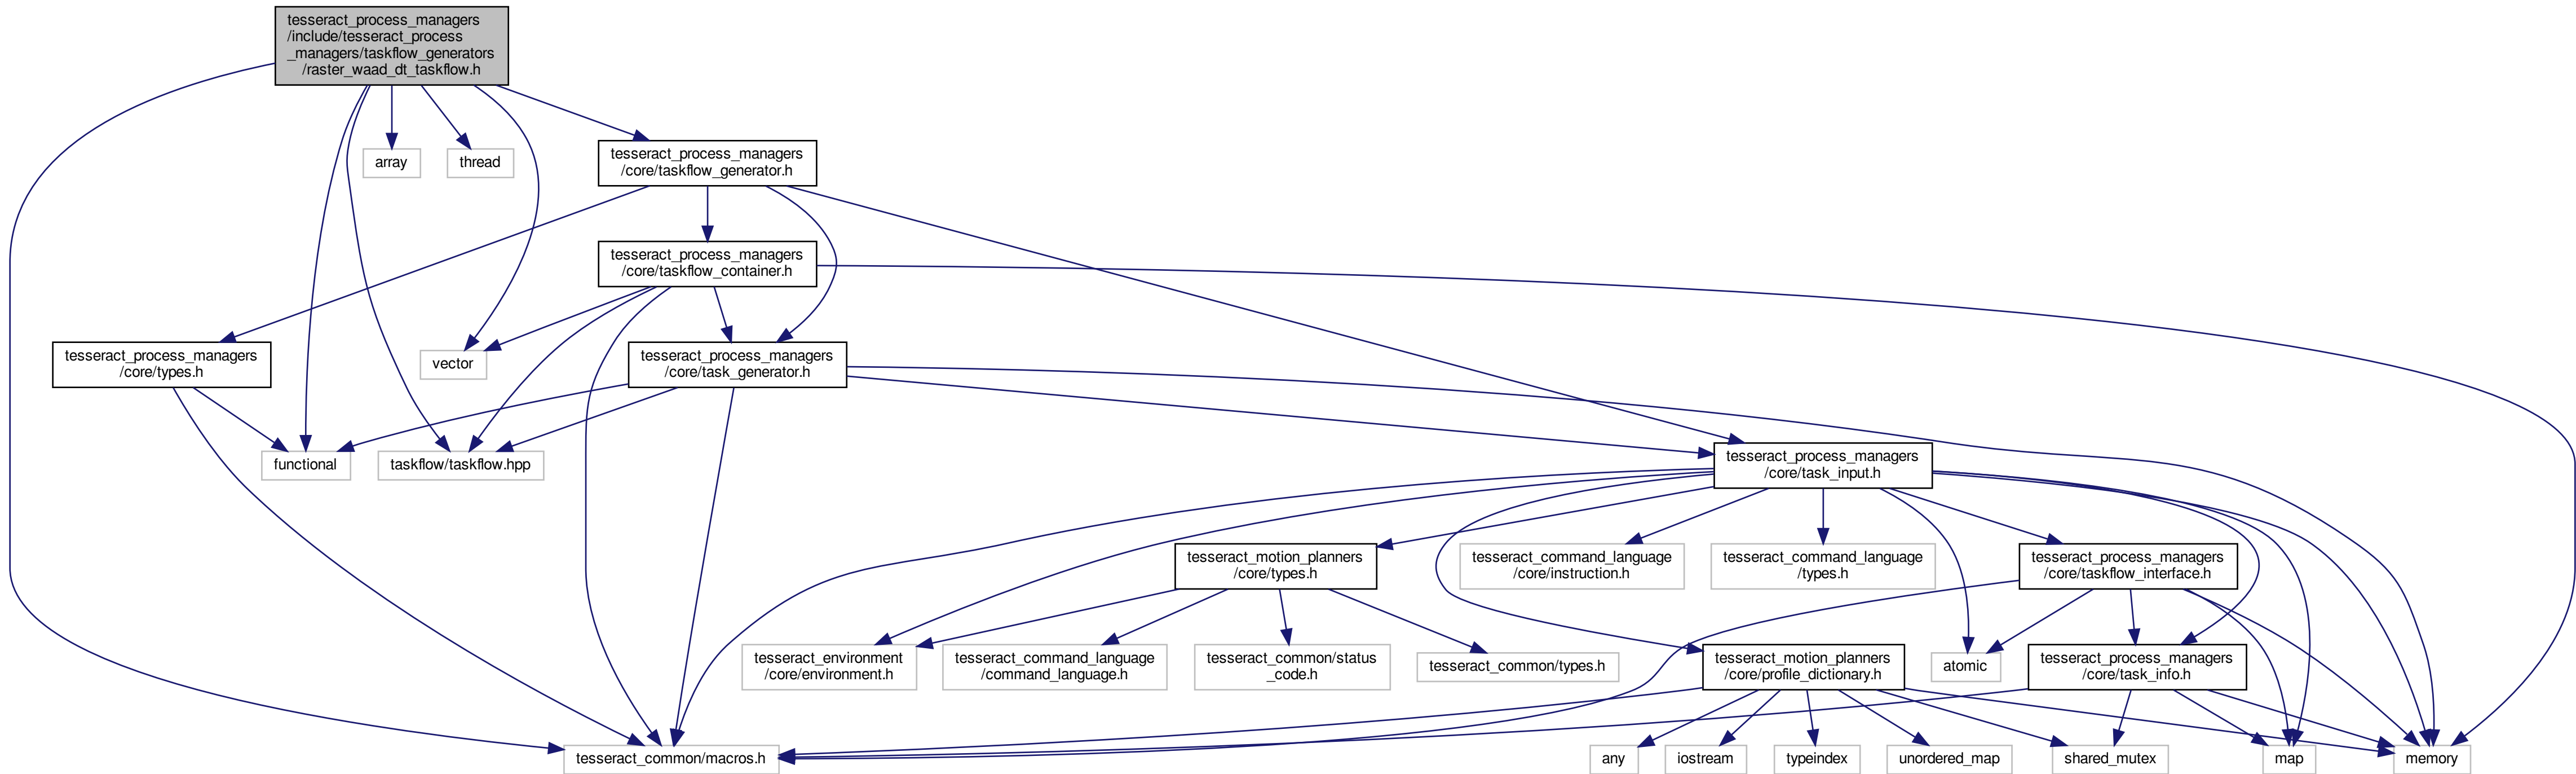 tesseract_process_managers
/include/tesseract_process
_managers/taskflow_generators
/raster_waad_dt_taskflow.h
array
thread
tesseract_process_managers
/core/taskflow_generator.h
tesseract_process_managers
/core/taskflow_container.h
tesseract_process_managers
/core/types.h
vector
tesseract_process_managers
/core/task_generator.h
functional
taskflow/taskflow.hpp
tesseract_process_managers
/core/task_input.h
tesseract_motion_planners
/core/types.h
tesseract_command_language
/core/instruction.h
tesseract_command_language
/types.h
tesseract_process_managers
/core/taskflow_interface.h
tesseract_environment
/core/environment.h
tesseract_command_language
/command_language.h
tesseract_common/status
_code.h
tesseract_common/types.h
tesseract_motion_planners
/core/profile_dictionary.h
atomic
tesseract_process_managers
/core/task_info.h
tesseract_common/macros.h
any
iostream
typeindex
unordered_map
shared_mutex
map
memory